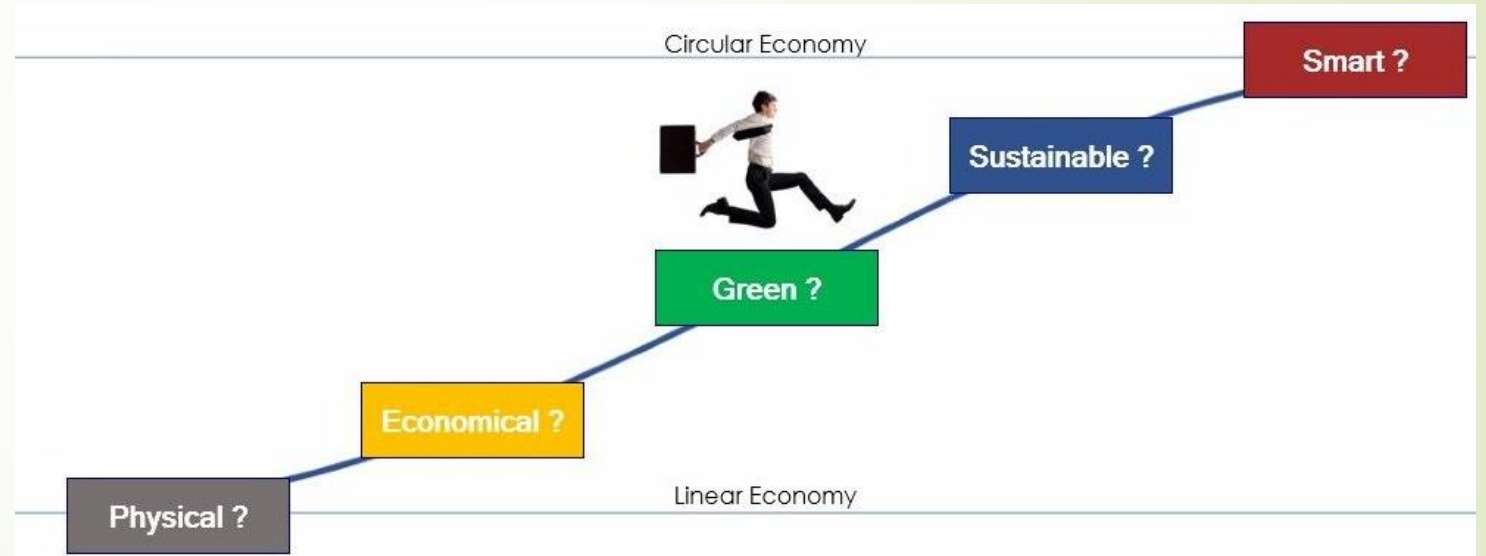 Circular Economy
Smart ?
Sustainable ?
Green ?
Economical ?
Linear Economy
Physical ?